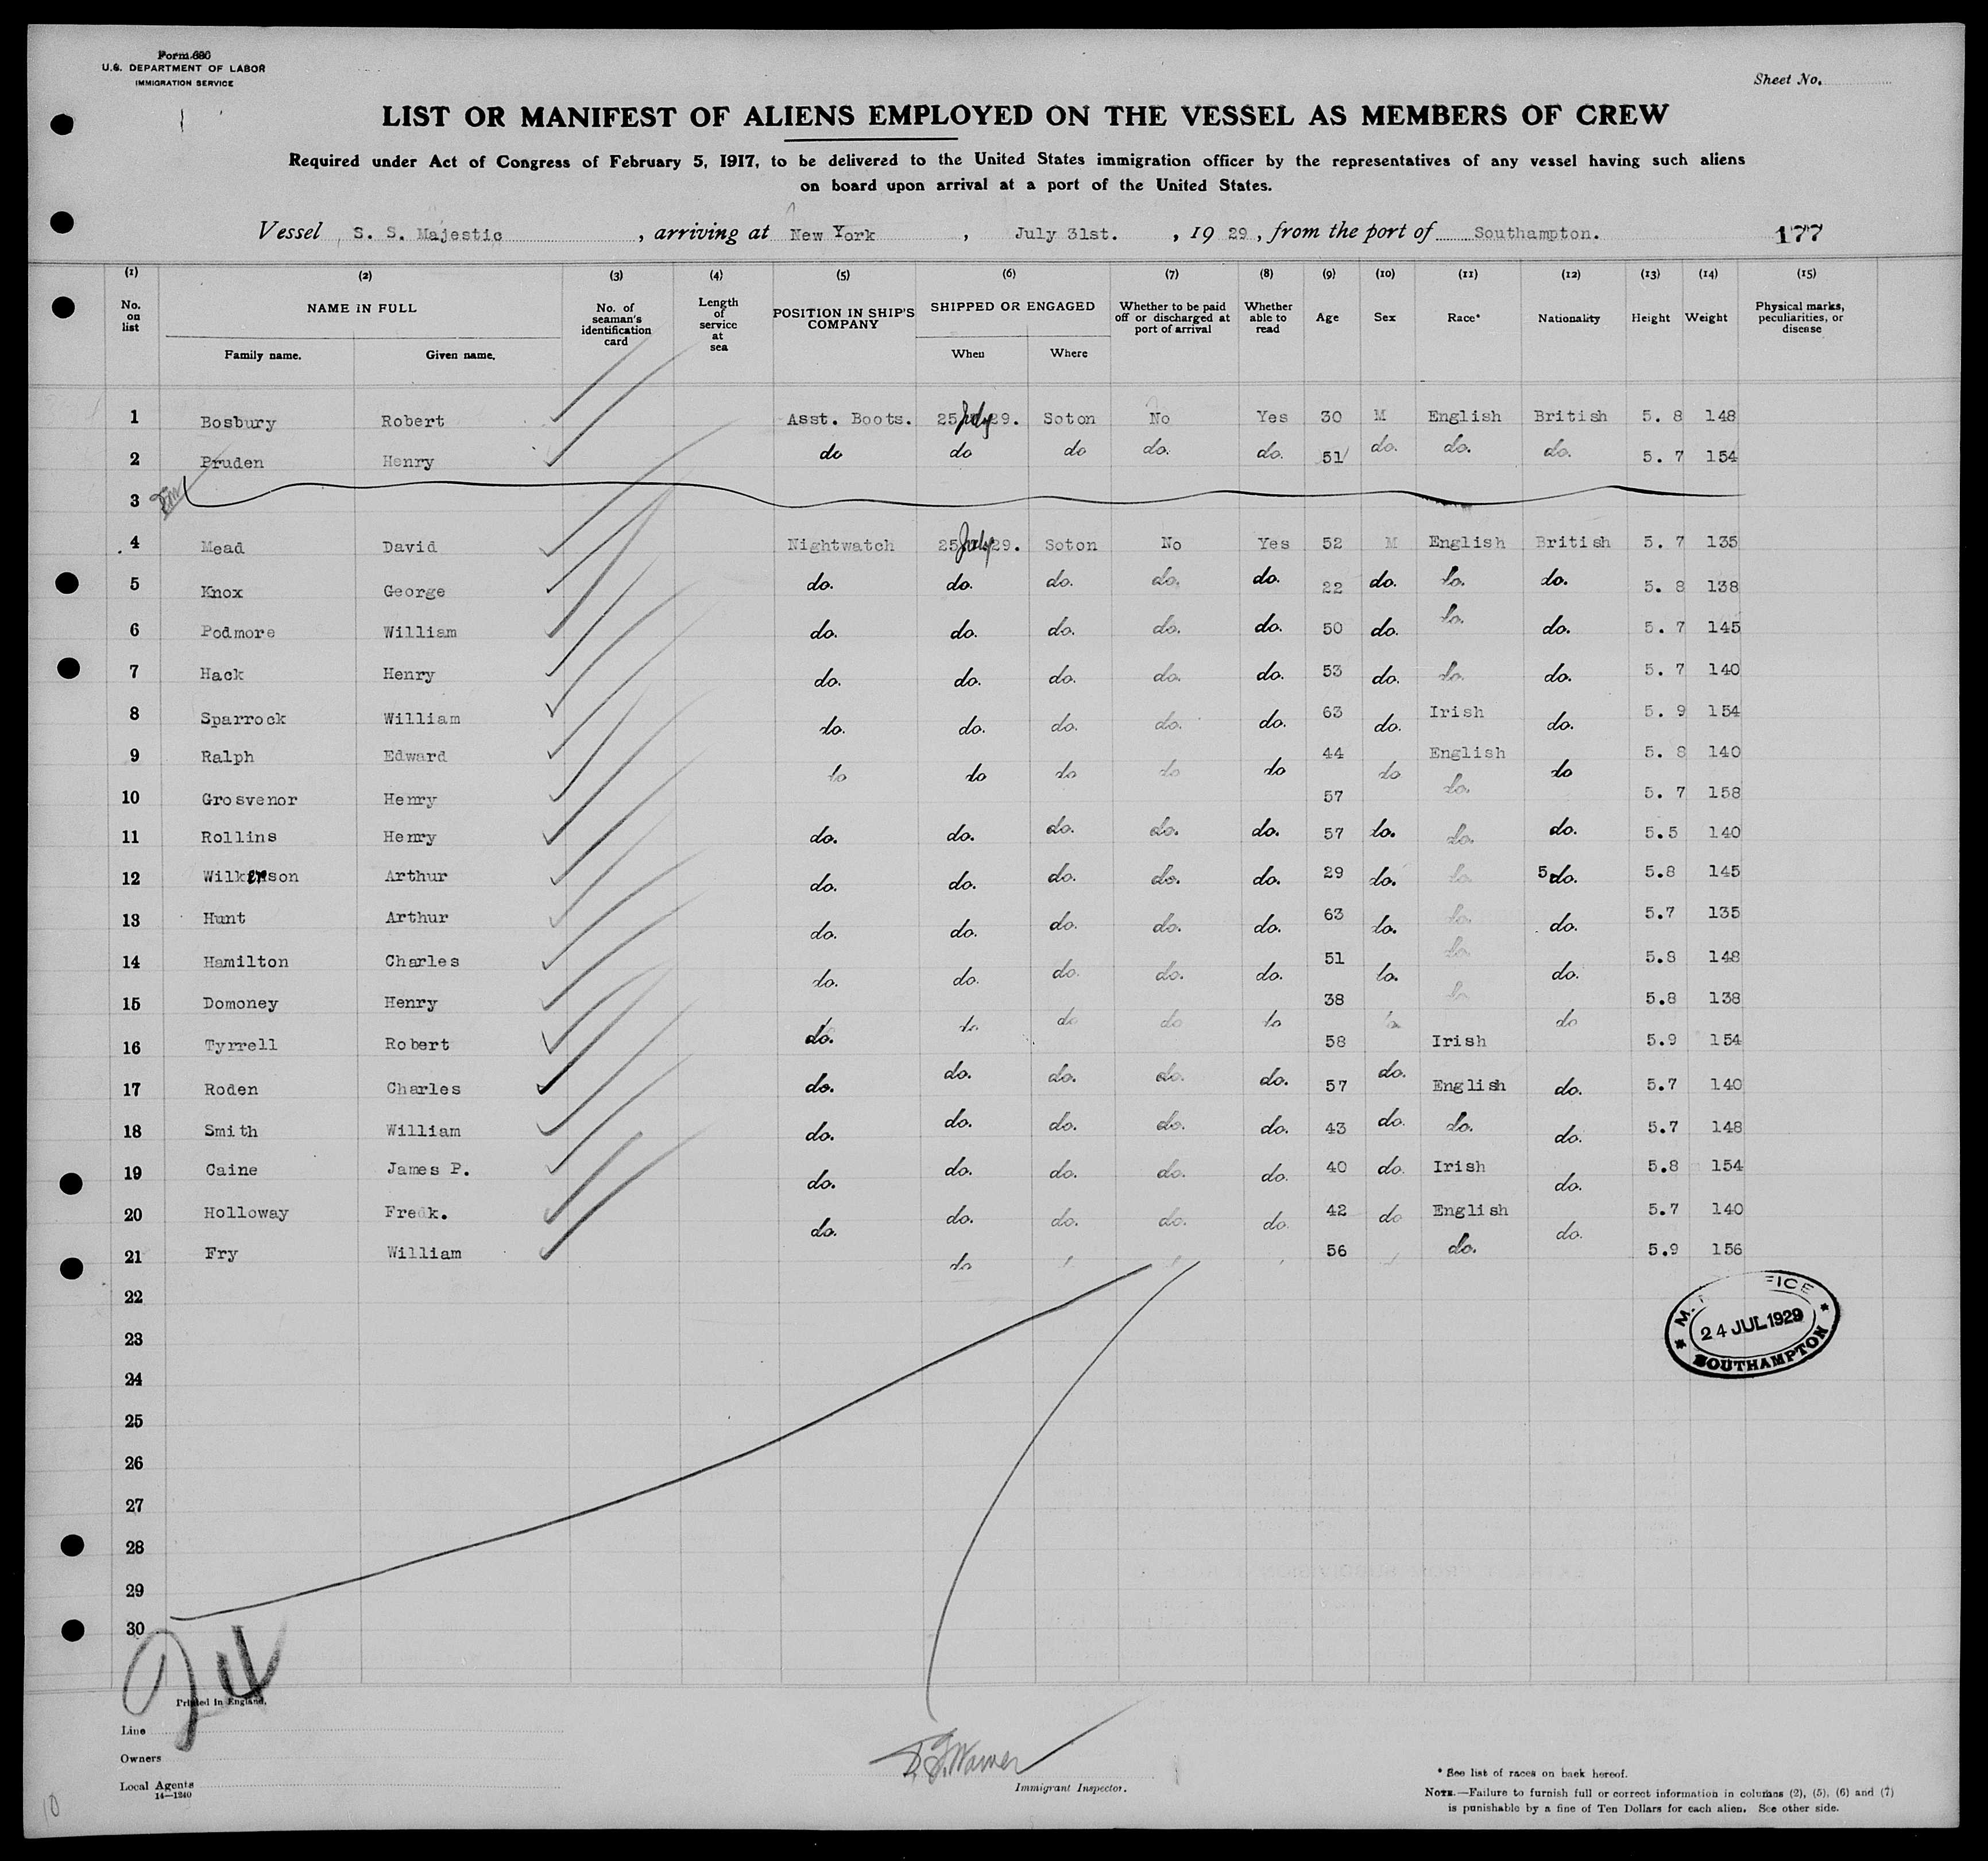 Form 686
U.S. DEPARTMENT OF LABOR
IMMIGRATION SERVICE
Sheet No.
LIST OR MANIFEST OF ALIENS EMPLOYED ON THE VESSEL AS MEMBERS OF CREW
Required under Act of Congress of February 5, 1917, to be delivered to the United States immigration officer by the representatives of any vessel having such aliens
on board upon arrival at a port of the United States.
Vessel S. S. Majestic, arriving at New York, July 31st., 19 29, from the port of Southampton. 177
(1) (2) (3) (4) (5) (6) (7) (8) (9) (10) (11) (12) (13) (14) (15)
No. on list NAME IN FULL No. of seaman's identification card Length of service at sea POSITION IN SHIP'S COMPANY SHIPPED OR ENGAGED Whether to be paid off or discharged at port of arrival Whether able to read Age Sex Race* Nationality Height Weight Physical marks, peculiarities, or disease
Family name. Given name. When Where
1 Bosbury Robert Asst. Boots. 25 July 29. Soton No Yes 30 M English British 5. 8 148
2 Pruden Henry do do do do. do. 51 do. do. do. 5. 7 154
3
4 Mead David Nightwatch 25 July 29. Soton No Yes 52 M English British 5. 7 135
5 Knox George do. do. do. do. do. 22 do. do. do. 5. 8 138
6 Podmore William do. do. do. do. do. 50 do. do. do. 5. 7 145
7 Hack Henry do. do. do. do. do. 53 do. do. do. 5. 7 140
8 Sparrock William do. do. do. do. do. 63 do. Irish do. 5. 9 154
9 Ralph Edward do do do do do 44 do English do 5. 8 140
10 Grosvenor Henry 57 do. 5. 7 158
11 Rollins Henry do. do. do. do. do. 57 do. do. do. 5.5 140
12 Wilkinson Arthur do. do. do. do. do. 29 do. do. do. 5.8 145
13 Hunt Arthur do. do. do. do. do. 63 do. do. do. 5.7 135
14 Hamilton Charles do. do. do. do. do. 51 do. do. do. 5.8 148
15 Domoney Henry do do do do do 38 do do do 5.8 138
16 Tyrrell Robert do. 58 Irish 5.9 154
17 Roden Charles do. do. do. do. do. 57 do. English do. 5.7 140
18 Smith William do. do. do. do. do. 43 do. do. do. 5.7 148
19 Caine James P. do. do. do. do. do. 40 do. Irish do. 5.8 154
20 Holloway Fredk. do. do. do. do. do 42 do English do. 5.7 140
21 Fry William do 56 do. 5.9 156
22
23
24
25
26
27
28
29
30
24 JUL 1929
SOUTHAMPTON
24
Printed in England.
Line
Owners
Local Agents
14—1240
Immigrant Inspector.
* See list of races on back hereof.
NOTE.—Failure to furnish full or correct information in columns (2), (5), (6) and (7)
is punishable by a fine of Ten Dollars for each alien. See other side.
10